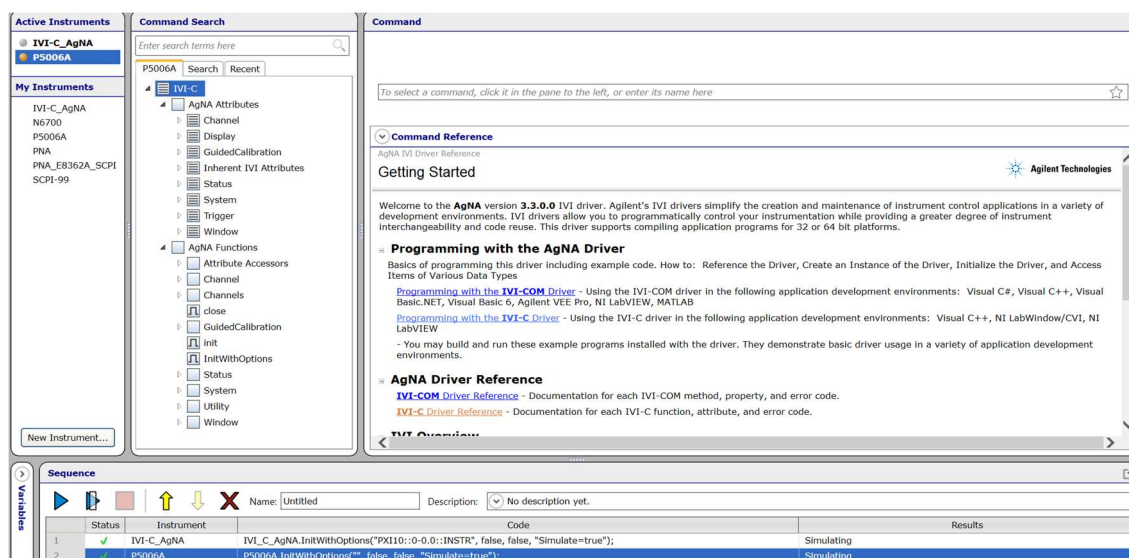 Active Instruments
IVI-C_AgNA
P5006A
My Instruments
IVI-C_AgNA
N6700
P5006A
PNA
PNA_E8362A_SCPI
SCPI-99
New Instrument...
Command Search
Enter search terms here
P5006A Search Recent
IVI-C
AgNA Attributes
Channel
Display
GuidedCalibration
Inherent IVI Attributes
Status
System
Trigger
Window
AgNA Functions
Attribute Accessors
Channel
Channels
close
GuidedCalibration
init
InitWithOptions
Status
System
Utility
Window
Command
To select a command, click it in the pane to the left, or enter its name here
Command Reference
AgNA IVI Driver Reference
Getting Started
Agilent Technologies
Welcome to the AgNA version 3.3.0.0 IVI driver. Agilent's IVI drivers simplify the creation and maintenance of instrument control applications in a variety of
development environments. IVI drivers allow you to programmatically control your instrumentation while providing a greater degree of instrument
interchangeability and code reuse. This driver supports compiling application programs for 32 or 64 bit platforms.
Programming with the AgNA Driver
Basics of programming this driver including example code. How to: Reference the Driver, Create an Instance of the Driver, Initialize the Driver, and Access
Items of Various Data Types
Programming with the IVI-COM Driver - Using the IVI-COM driver in the following application development environments: Visual C#, Visual C++, Visual
Basic.NET, Visual Basic 6, Agilent VEE Pro, NI LabVIEW, MATLAB
Programming with the IVI-C Driver - Using the IVI-C driver in the following application development environments: Visual C++, NI LabWindow/CVI, NI
LabVIEW
- You may build and run these example programs installed with the driver. They demonstrate basic driver usage in a variety of application development
environments.
AgNA Driver Reference
IVI-COM Driver Reference - Documentation for each IVI-COM method, property, and error code.
IVI-C Driver Reference - Documentation for each IVI-C function, attribute, and error code.
IVI Overview
Variables
Sequence
Name: Untitled Description: No description yet.
Status Instrument Code Results
1 IVI-C_AgNA IVI_C_AgNA.InitWithOptions("PXI10::0-0.0::INSTR", false, false, "Simulate=true"); Simulating
2 P5006A P5006A.InitWithOptions("", false, false, "Simulate=true"); Simulating